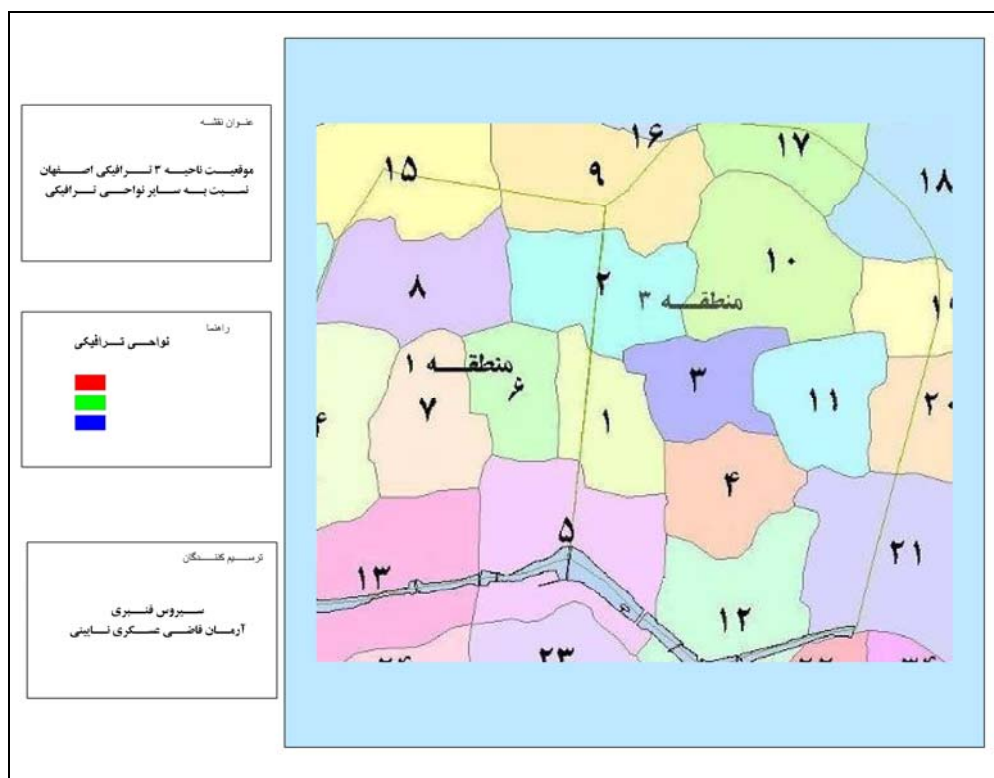 عنوان نقشه
موقعیت ناحیه ۳ ترافیکی اصفهان
نسبت به سایر نواحی ترافیکی
راهنما
نواحی ترافیکی
ترسیم کنندگان
سیروس قنبری
آرمان قاضی عسکری نایینی
۱۶
۱۷
۱۵
۹
۱۸
۱۰
۸
۲
منطقه ۳
منطقه ۱
۳
۶
۷
۱۱
۲۰
۱
۴
۵
۲۱
۱۳
۱۲
۲۳